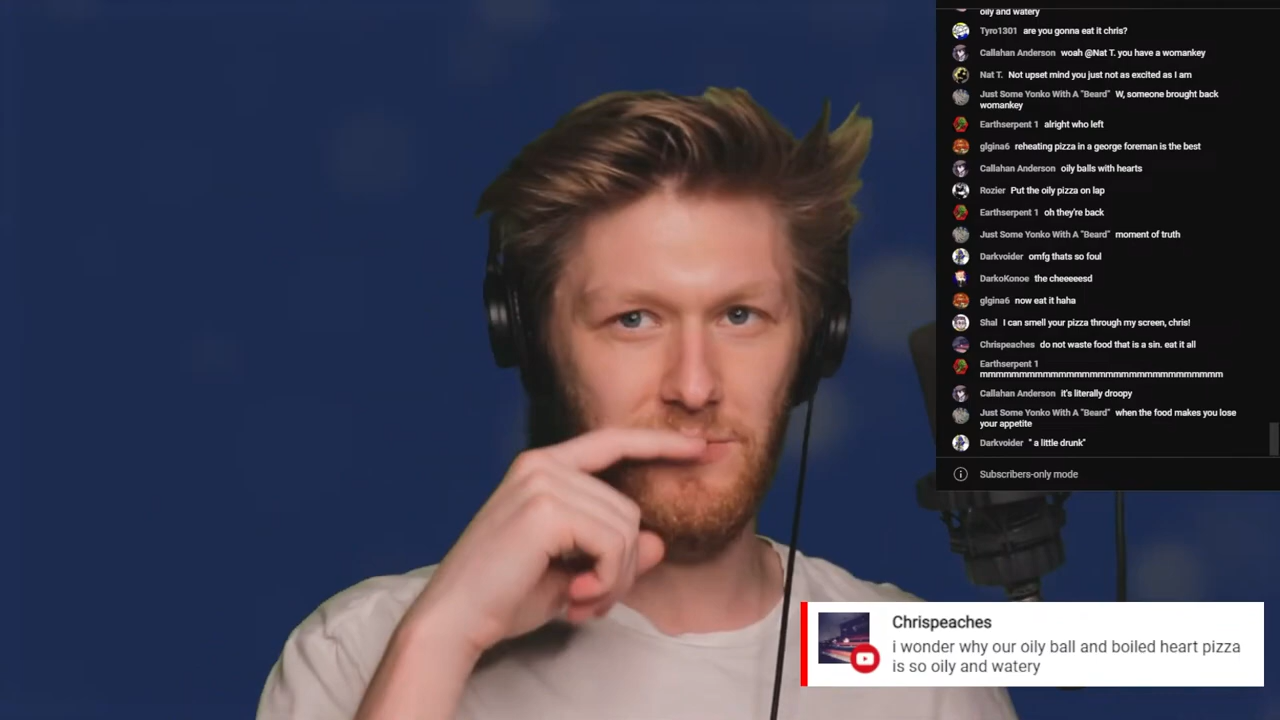 oily and watery
Tyro1301 are you gonna eat it chris?
Callahan Anderson woah @Nat T. you have a womankey
Nat T. Not upset mind you just not as excited as I am
Just Some Yonko With A "Beard" W, someone brought back
womankey
Earthserpent 1 alright who left
glgina6 reheating pizza in a george foreman is the best
Callahan Anderson oily balls with hearts
Rozier Put the oily pizza on lap
Earthserpent 1 oh they're back
Just Some Yonko With A "Beard" moment of truth
Darkvoider omfg thats so foul
DarkoKonoe the cheeeeesd
glgina6 now eat it haha
Shal I can smell your pizza through my screen, chris!
Chrispeaches do not waste food that is a sin. eat it all
Earthserpent 1
mmmmmmmmmmmmmmmmmmmmmmmmmmmmmm
Callahan Anderson it's literally droopy
Just Some Yonko With A "Beard" when the food makes you lose
your appetite
Darkvoider " a little drunk"
Subscribers-only mode
Chrispeaches
i wonder why our oily ball and boiled heart pizza
is so oily and watery